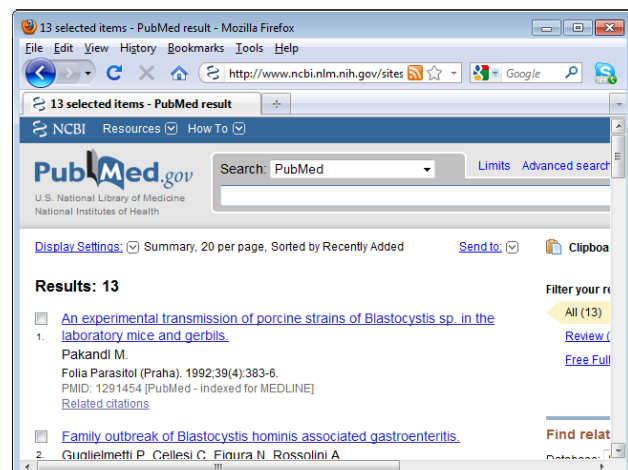 13 selected items - PubMed result - Mozilla Firefox
File Edit View History Bookmarks Tools Help
http://www.ncbi.nlm.nih.gov/sites Google
13 selected items - PubMed result
NCBI Resources How To
PubMed.gov
U.S. National Library of Medicine
National Institutes of Health
Search: PubMed
Limits Advanced search
Display Settings: Summary, 20 per page, Sorted by Recently Added Send to:
Results: 13
1. An experimental transmission of porcine strains of Blastocystis sp. in the
laboratory mice and gerbils.
Pakandl M.
Folia Parasitol (Praha). 1992;39(4):383-6.
PMID: 1291454 [PubMed - indexed for MEDLINE]
Related citations
2. Family outbreak of Blastocystis hominis associated gastroenteritis.
Guglielmetti P, Cellesi C, Figura N, Rossolini A
Clipboa
Filter your re
All (13)
Review (
Free Full
Find relat
Database: